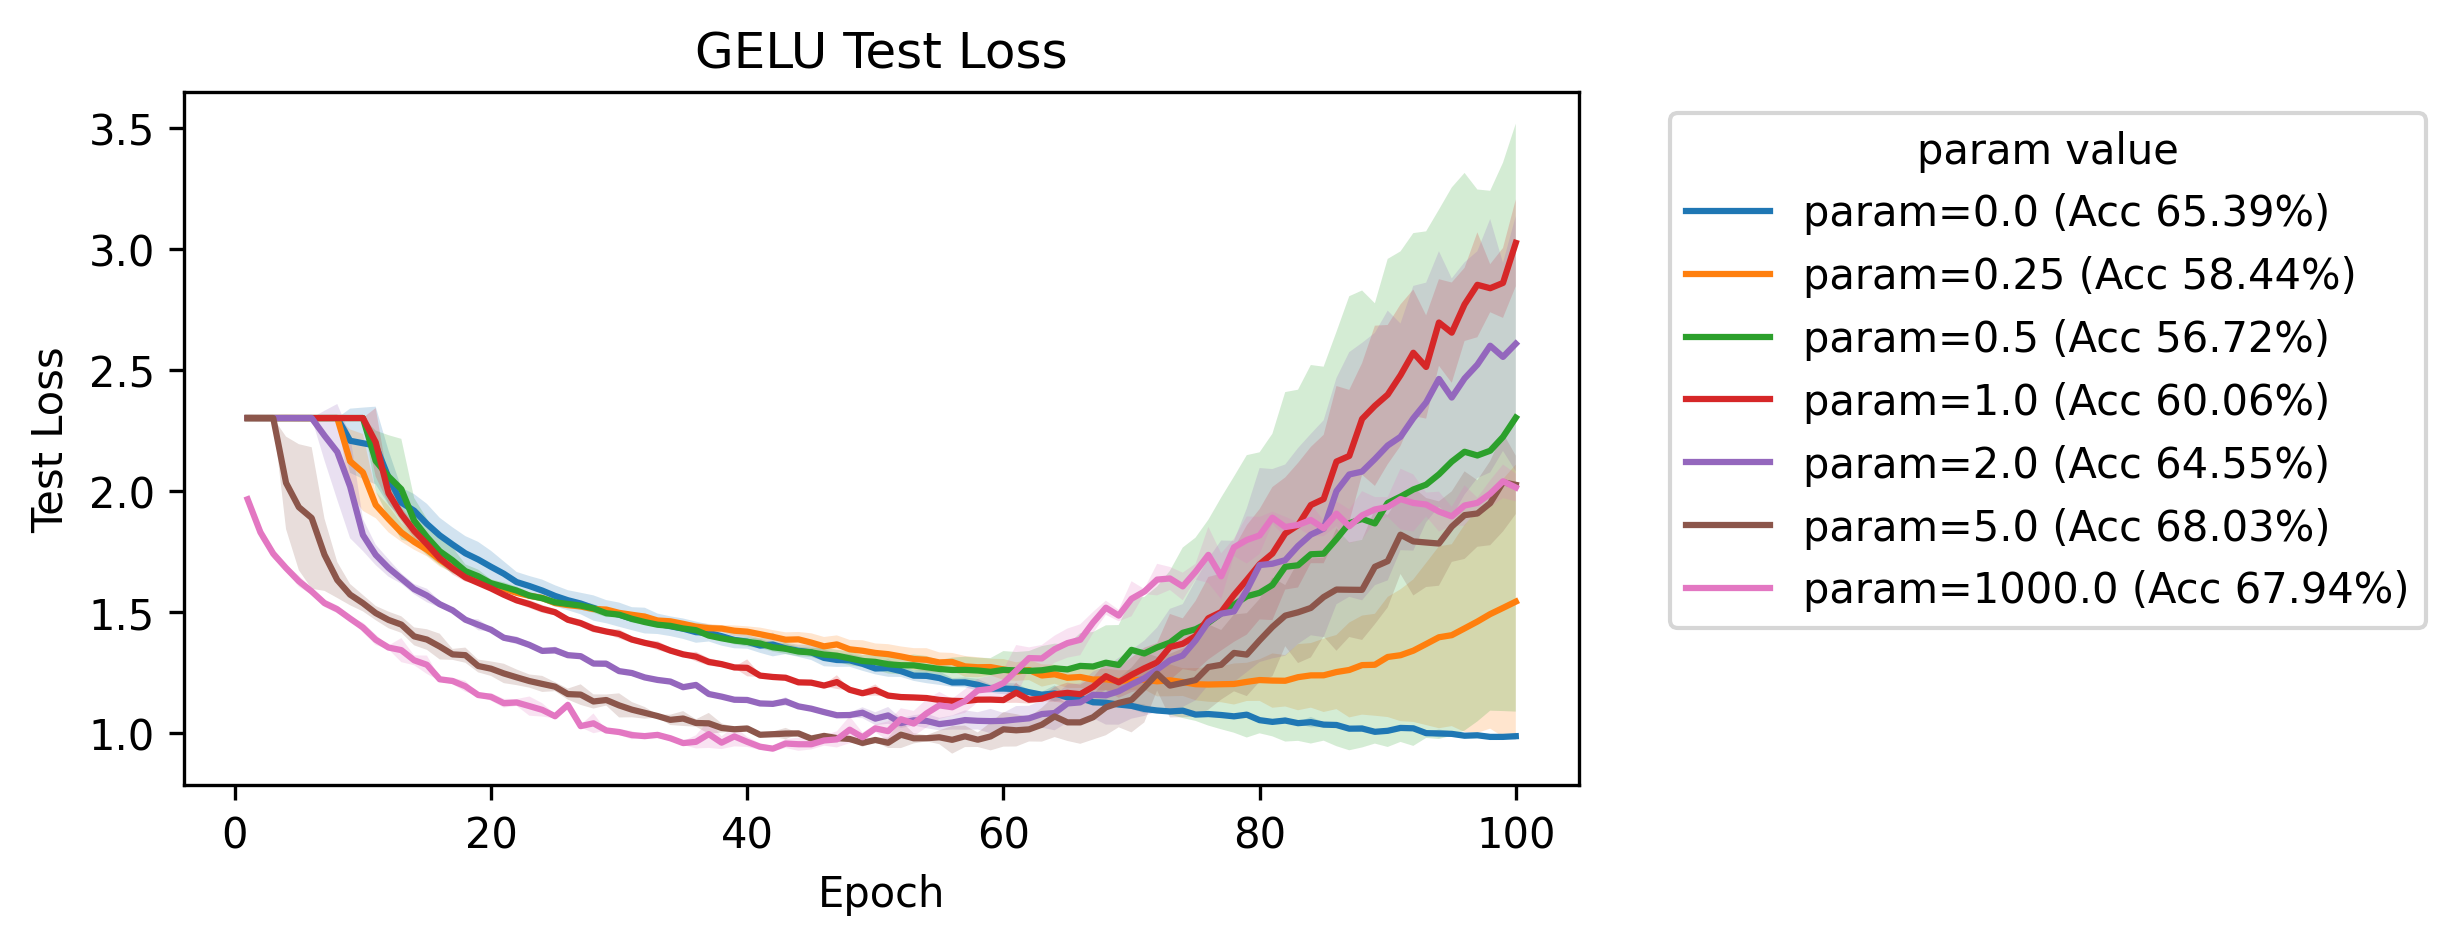 GELU Test Loss
3.5
3.0
2.5
2.0
1.5
1.0
Test Loss
0
20
40
60
80
100
Epoch
param value
param=0.0 (Acc 65.39%)
param=0.25 (Acc 58.44%)
param=0.5 (Acc 56.72%)
param=1.0 (Acc 60.06%)
param=2.0 (Acc 64.55%)
param=5.0 (Acc 68.03%)
param=1000.0 (Acc 67.94%)